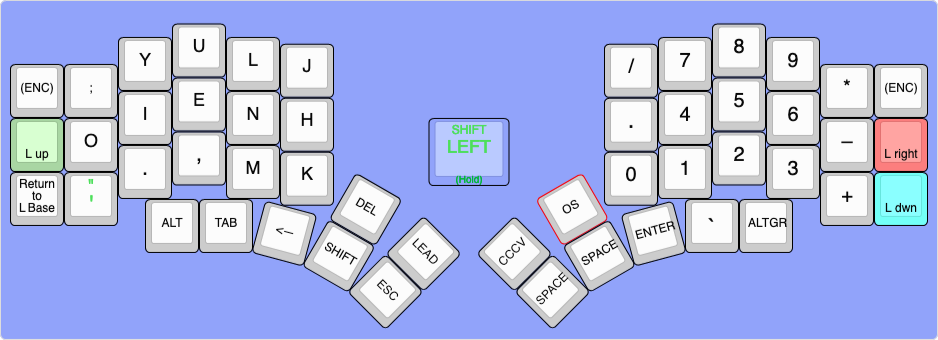 (ENC)
;
Y
U
L
J
/
7
8
9
*
(ENC)
L up
O
I
E
N
H
SHIFT
LEFT
(Hold)
.
4
5
6
–
L right
Return
to
L Base
"
'
.
,
M
K
0
1
2
3
+
L dwn
ALT
TAB
<--
DEL
SHIFT
LEAD
ESC
CCCV
SPACE
OS
SPACE
ENTER
`
ALTGR